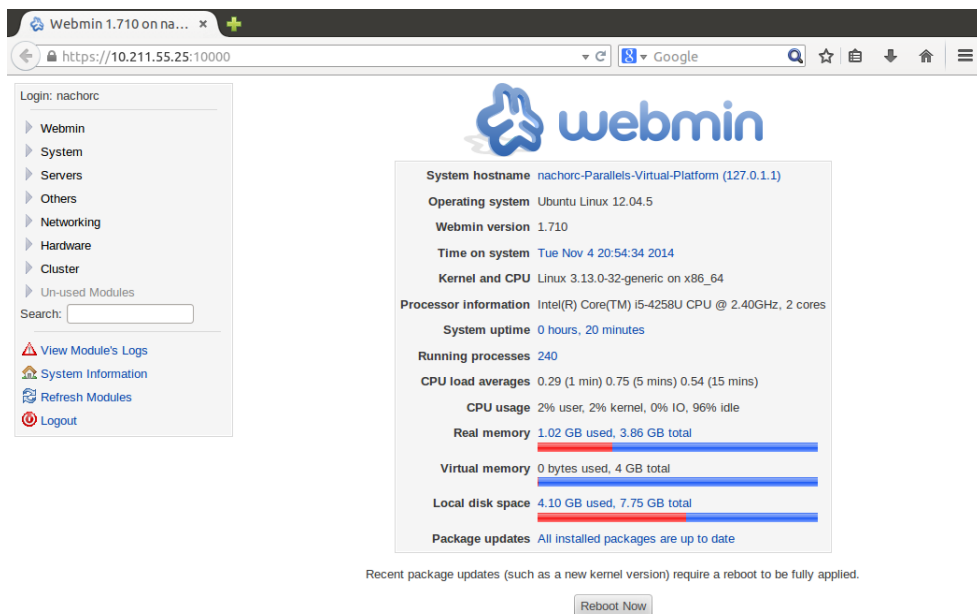 Webmin 1.710 on na...
https://10.211.55.25:10000
Google
Login: nachorc
Webmin
System
Servers
Others
Networking
Hardware
Cluster
Un-used Modules
Search:
View Module's Logs
System Information
Refresh Modules
Logout
webmin
System hostname nachorc-Parallels-Virtual-Platform (127.0.1.1)
Operating system Ubuntu Linux 12.04.5
Webmin version 1.710
Time on system Tue Nov 4 20:54:34 2014
Kernel and CPU Linux 3.13.0-32-generic on x86_64
Processor information Intel(R) Core(TM) i5-4258U CPU @ 2.40GHz, 2 cores
System uptime 0 hours, 20 minutes
Running processes 240
CPU load averages 0.29 (1 min) 0.75 (5 mins) 0.54 (15 mins)
CPU usage 2% user, 2% kernel, 0% IO, 96% idle
Real memory 1.02 GB used, 3.86 GB total
Virtual memory 0 bytes used, 4 GB total
Local disk space 4.10 GB used, 7.75 GB total
Package updates All installed packages are up to date
Recent package updates (such as a new kernel version) require a reboot to be fully applied.
Reboot Now